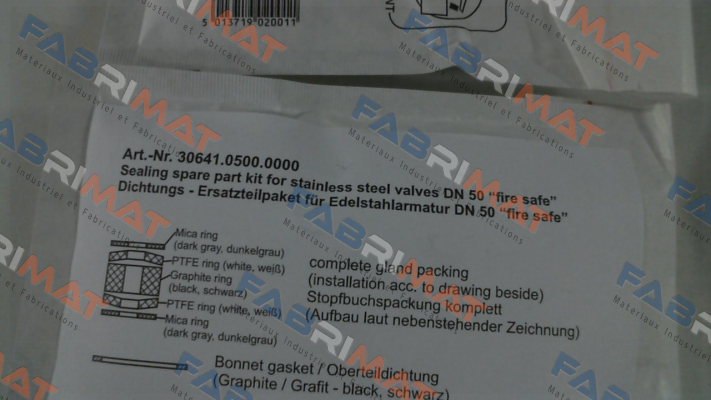 5 013719 020011
Art.-Nr. 30641.0500.0000
Sealing spare part kit for stainless steel valves DN 50 “fire safe”
Dichtungs - Ersatzteilpaket für Edelstahlarmatur DN 50 “fire safe”
Mica ring
(dark gray, dunkelgrau)
PTFE ring (white, weiß)
Graphite ring
(black, schwarz)
PTFE ring (white, weiß)
Mica ring
(dark gray, dunkelgrau)
complete gland packing
(installation acc. to drawing beside)
Stopfbuchspackung komplett
(Aufbau laut nebenstehender Zeichnung)
Bonnet gasket / Oberteildichtung
(Graphite / Grafit - black, schwarz)
FABRIMAT
Materiaux Industriel et Fabrications